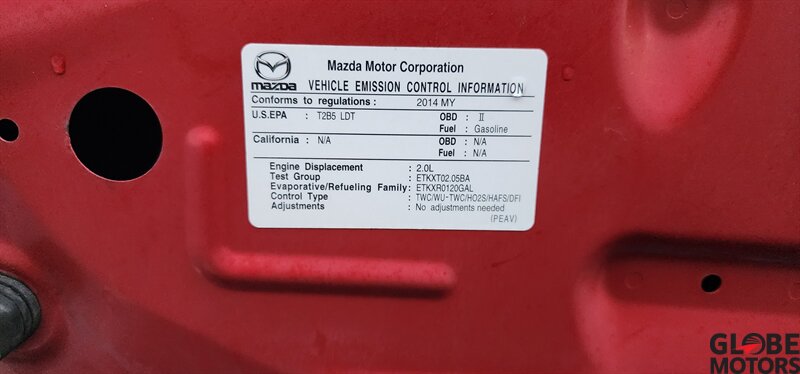 Mazda Motor Corporation
mazda VEHICLE EMISSION CONTROL INFORMATION
Conforms to regulations : 2014 MY
U.S.EPA : T2B5 LDT OBD : II
Fuel : Gasoline
California : N/A OBD : N/A
Fuel : N/A
Engine Displacement : 2.0L
Test Group : ETKXT02.05BA
Evaporative/Refueling Family: ETKXR0120GAL
Control Type : TWC/WU-TWC/HO2S/HAFS/DFI
Adjustments : No adjustments needed
(PEAV)
GLOBE
MOTORS